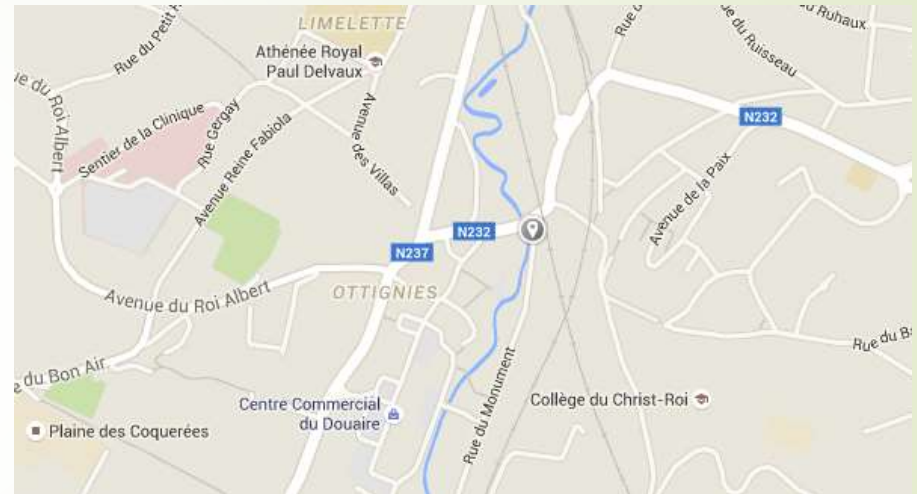 LIMELETTE
Rue du Petit R
Athénée Royal
Paul Delvaux
Ruhaux
Rue du Ruisseau
ue du Roi Albert
Sentier de la Clinique
Rue Gergay
Avenue Reine Fabiola
Avenue des Villas
N232
Avenue de la Paix
N232
N237
Avenue du Roi Albert
OTTIGNIES
Rue du B
e du Bon Air
Rue du Monument
Centre Commercial
du Douaire
Collège du Christ-Roi
Plaine des Coquerées